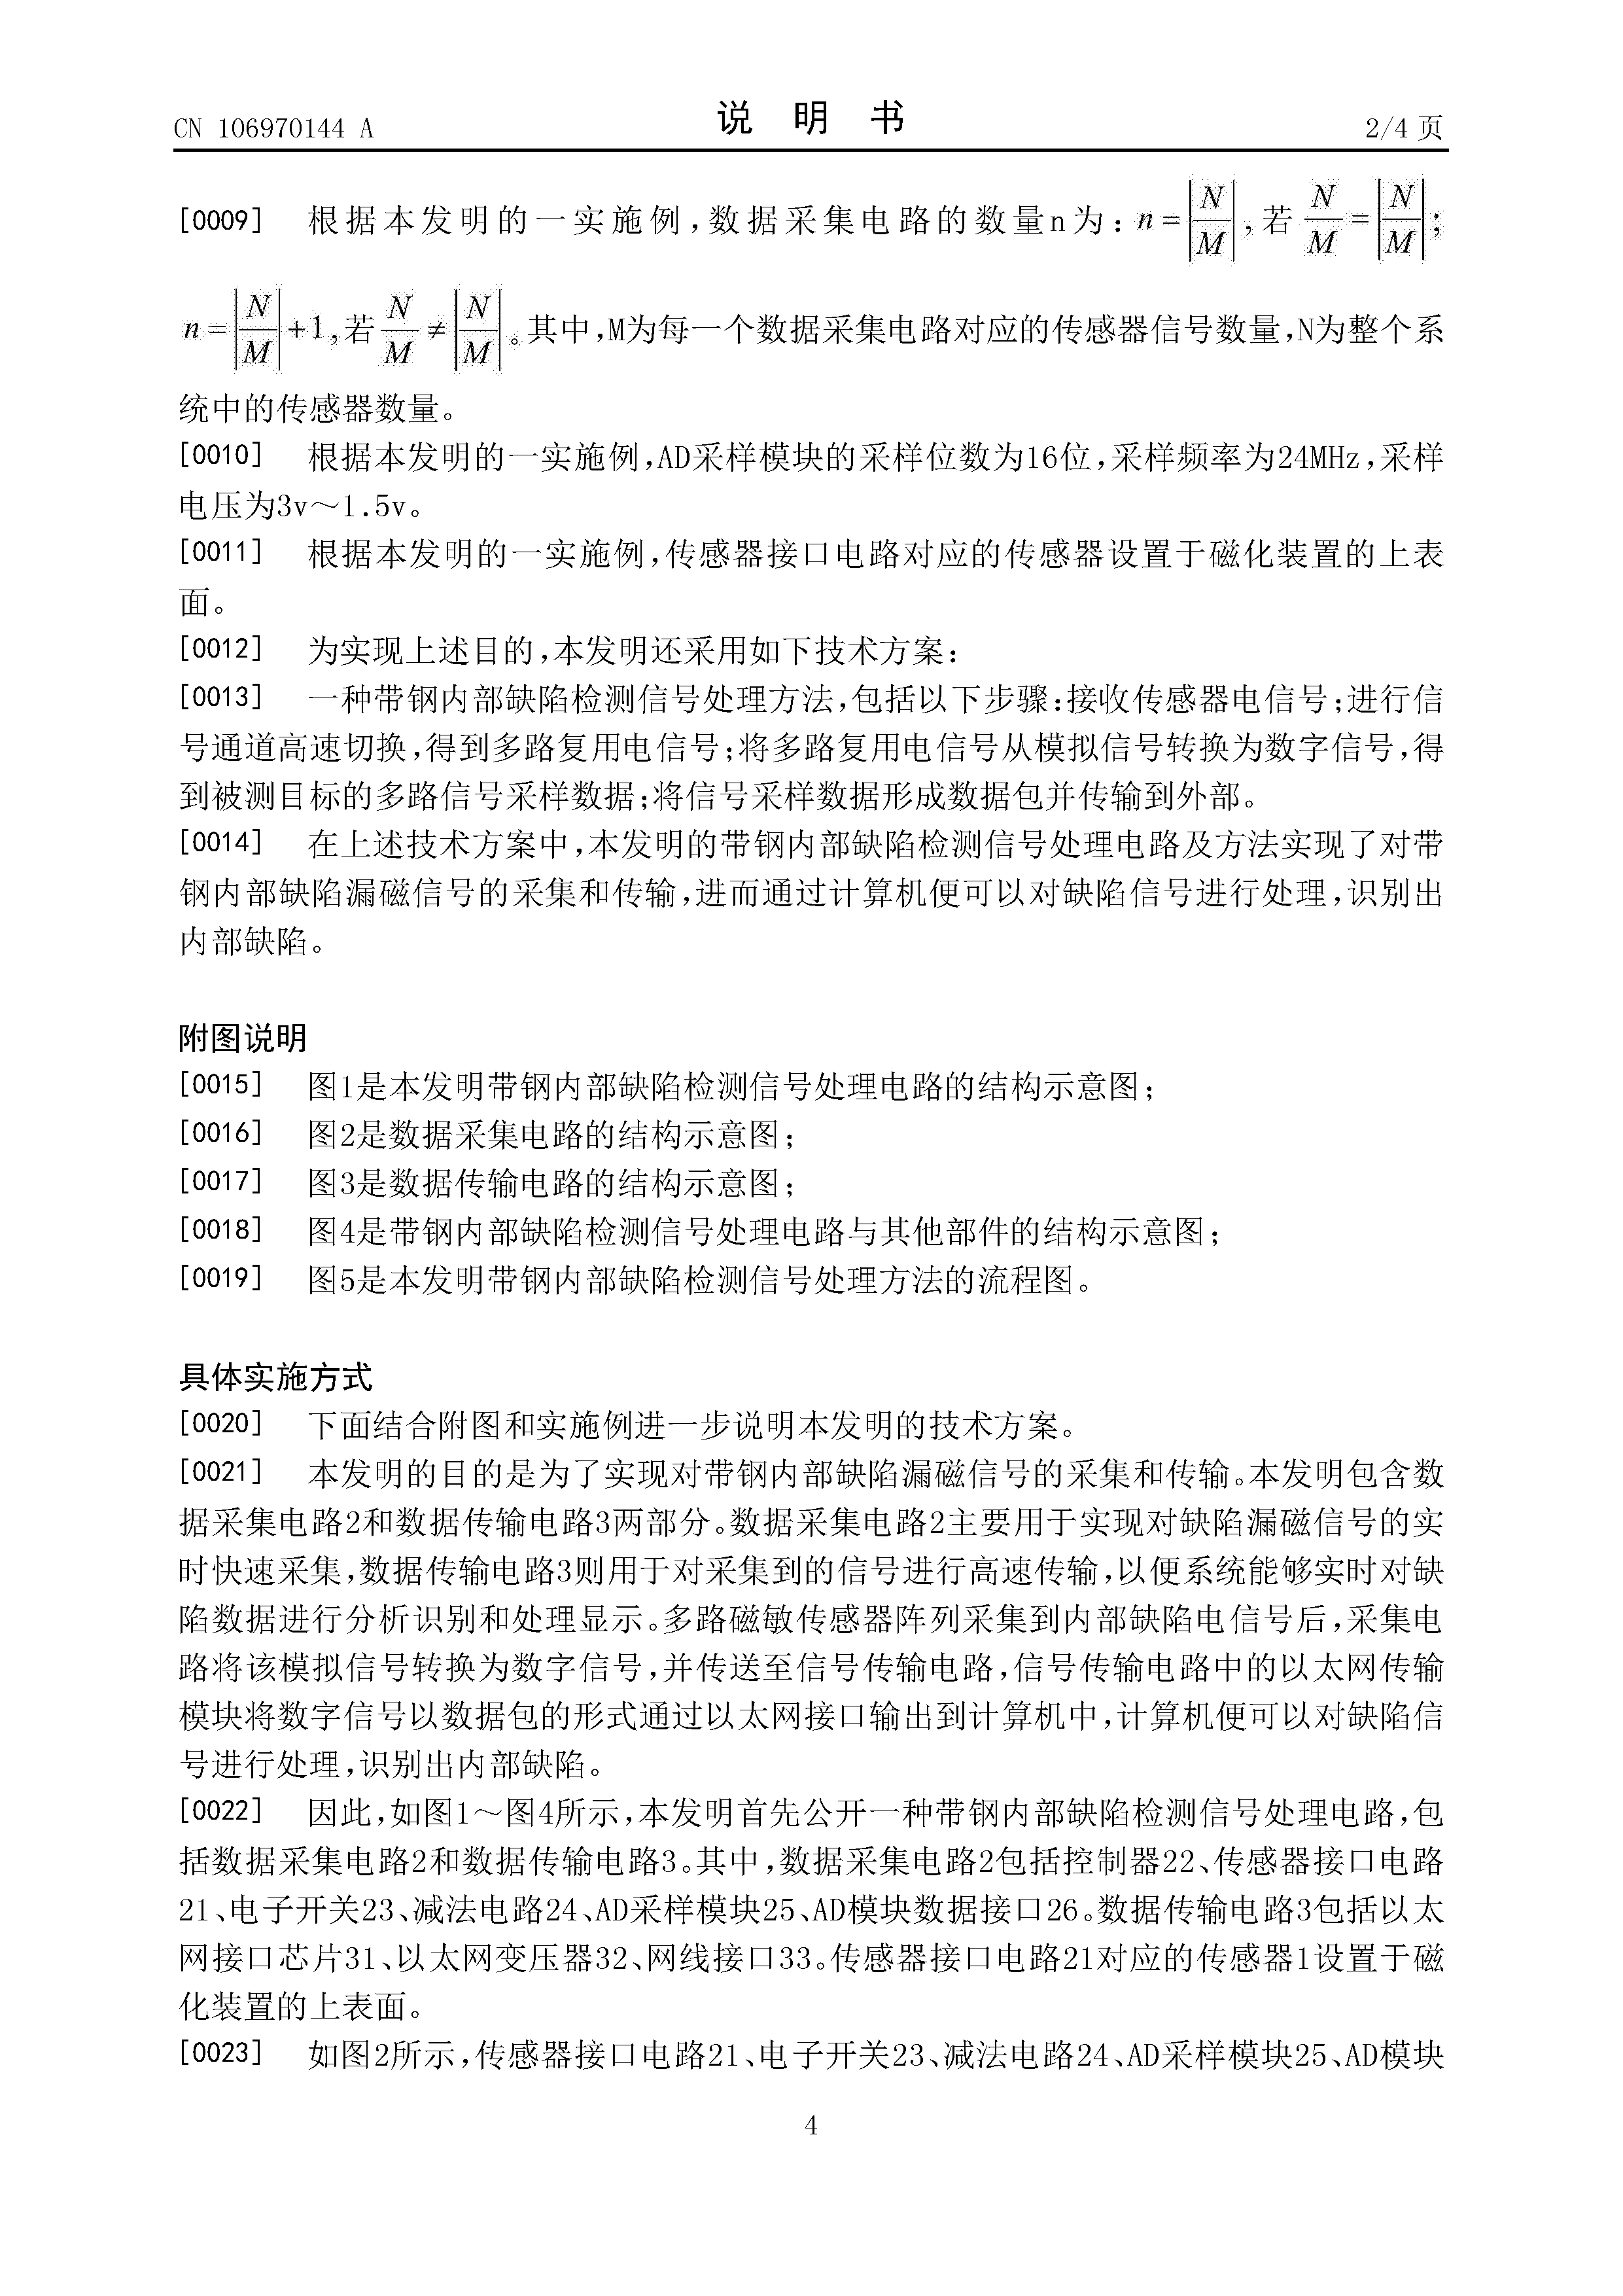 CN 106970144 A
说 明 书
2/4 页
[0009] 根据本发明的一实施例,数据采集电路的数量n为: n=|N/M|,若 N/M=|N/M|;
n=|N/M|+1,若 N/M≠|N/M|。其中,M为每一个数据采集电路对应的传感器信号数量,N为整个系
统中的传感器数量。
[0010] 根据本发明的一实施例,AD采样模块的采样位数为16位,采样频率为24MHz,采样
电压为3v～1.5v。
[0011] 根据本发明的一实施例,传感器接口电路对应的传感器设置于磁化装置的上表
面。
[0012] 为实现上述目的,本发明还采用如下技术方案:
[0013] 一种带钢内部缺陷检测信号处理方法,包括以下步骤:接收传感器电信号;进行信
号通道高速切换,得到多路复用电信号;将多路复用电信号从模拟信号转换为数字信号,得
到被测目标的多路信号采样数据;将信号采样数据形成数据包并传输到外部。
[0014] 在上述技术方案中,本发明的带钢内部缺陷检测信号处理电路及方法实现了对带
钢内部缺陷漏磁信号的采集和传输,进而通过计算机便可以对缺陷信号进行处理,识别出
内部缺陷。
附图说明
[0015] 图1是本发明带钢内部缺陷检测信号处理电路的结构示意图;
[0016] 图2是数据采集电路的结构示意图;
[0017] 图3是数据传输电路的结构示意图;
[0018] 图4是带钢内部缺陷检测信号处理电路与其他部件的结构示意图;
[0019] 图5是本发明带钢内部缺陷检测信号处理方法的流程图。
具体实施方式
[0020] 下面结合附图和实施例进一步说明本发明的技术方案。
[0021] 本发明的目的是为了实现对带钢内部缺陷漏磁信号的采集和传输。本发明包含数
据采集电路2和数据传输电路3两部分。数据采集电路2主要用于实现对缺陷漏磁信号的实
时快速采集,数据传输电路3则用于对采集到的信号进行高速传输,以便系统能够实时对缺
陷数据进行分析识别和处理显示。多路磁敏传感器阵列采集到内部缺陷电信号后,采集电
路将该模拟信号转换为数字信号,并传送至信号传输电路,信号传输电路中的以太网传输
模块将数字信号以数据包的形式通过以太网接口输出到计算机中,计算机便可以对缺陷信
号进行处理,识别出内部缺陷。
[0022] 因此,如图1～图4所示,本发明首先公开一种带钢内部缺陷检测信号处理电路,包
括数据采集电路2和数据传输电路3。其中,数据采集电路2包括控制器22、传感器接口电路
21、电子开关23、减法电路24、AD采样模块25、AD模块数据接口26。数据传输电路3包括以太
网接口芯片31、以太网变压器32、网线接口33。传感器接口电路21对应的传感器1设置于磁
化装置的上表面。
[0023] 如图2所示,传感器接口电路21、电子开关23、减法电路24、AD采样模块25、AD模块
4